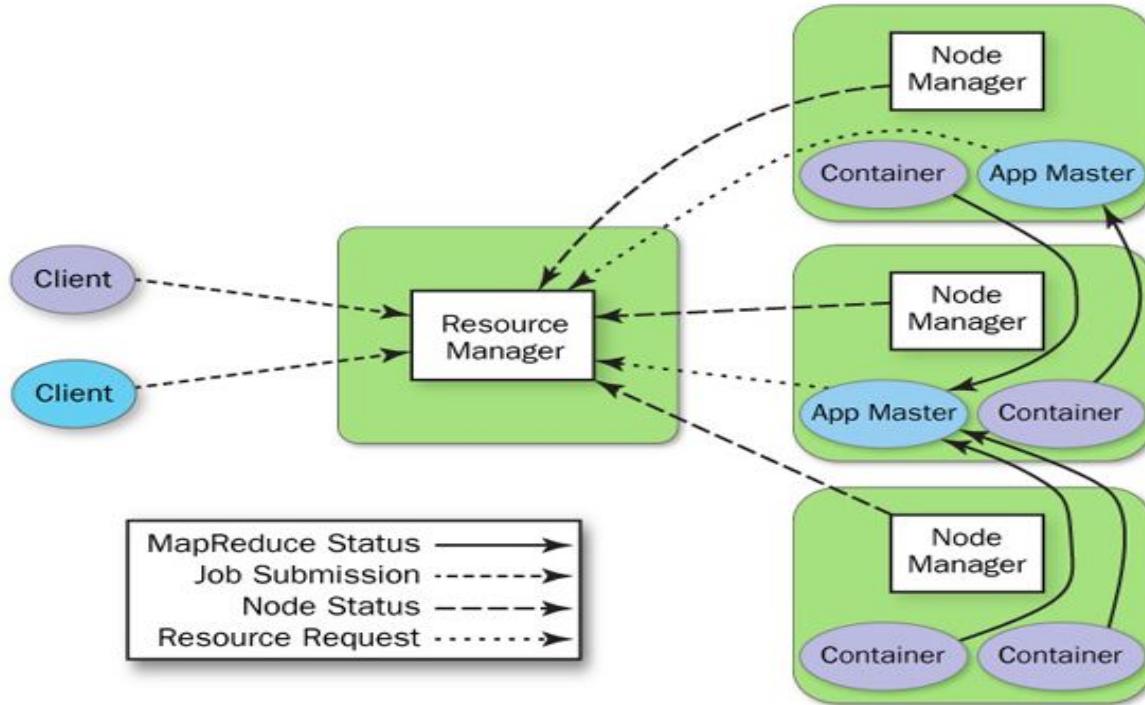 Node
Manager
Container
App Master
Client
Client
Resource
Manager
Node
Manager
App Master
Container
Node
Manager
Container
Container
MapReduce Status
Job Submission
Node Status
Resource Request